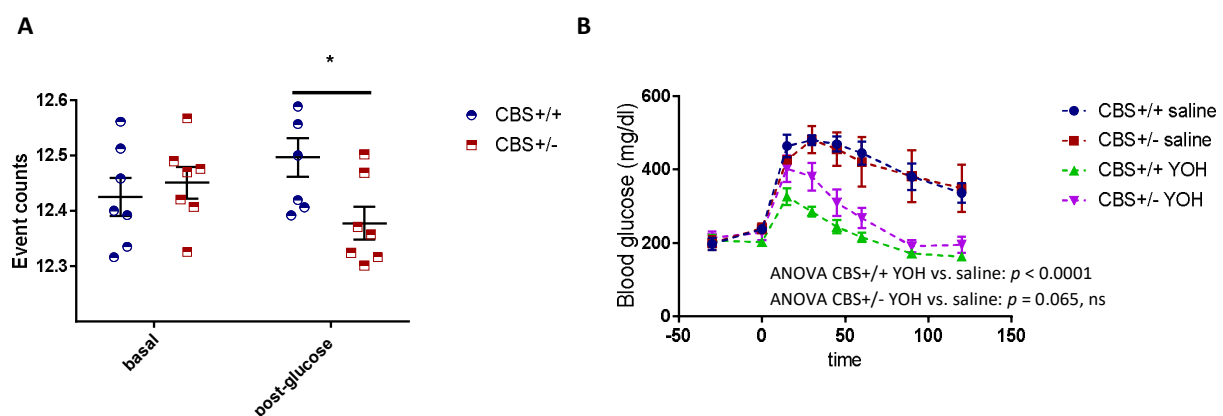 A
*
12.6
12.5
12.4
12.3
Event counts
basal
post-glucose
CBS+/+
CBS+/-
B
600
400
200
0
Blood glucose (mg/dl)
-50
0
50
100
150
time
CBS+/+ saline
CBS+/- saline
CBS+/+ YOH
CBS+/- YOH
ANOVA CBS+/+ YOH vs. saline: p < 0.0001
ANOVA CBS+/- YOH vs. saline: p = 0.065, ns